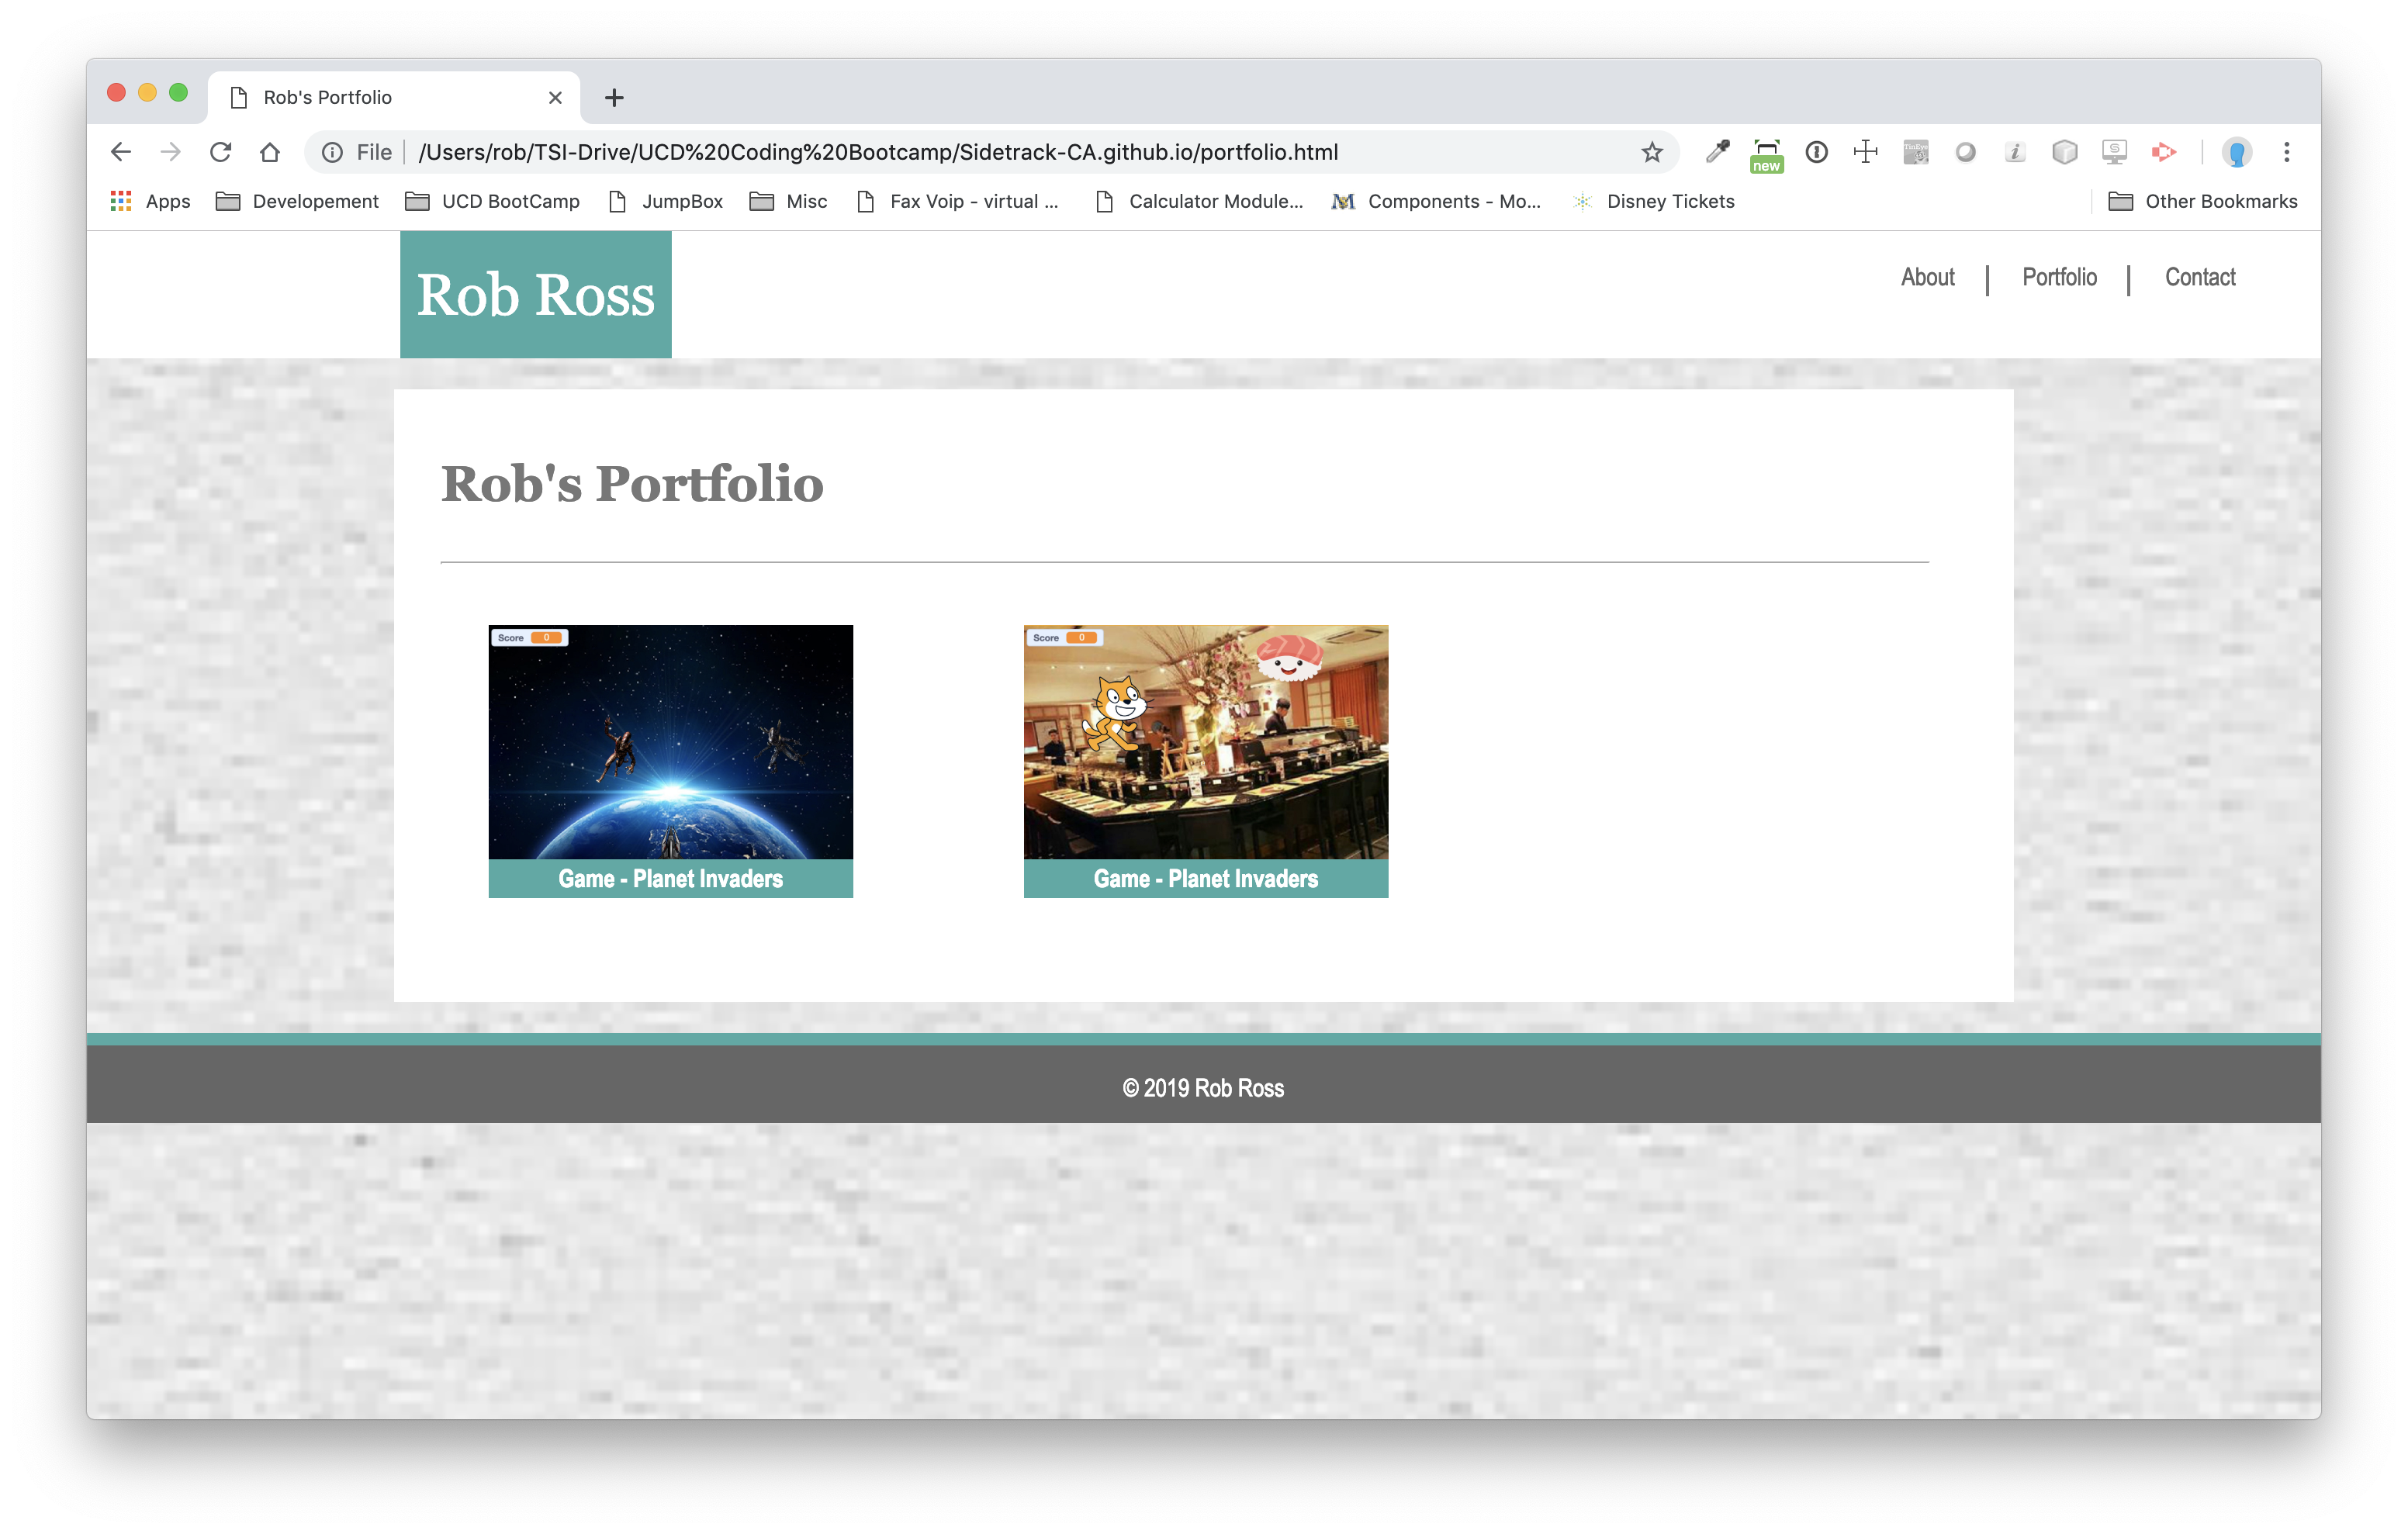 Rob's Portfolio
File /Users/rob/TSI-Drive/UCD%20Coding%20Bootcamp/Sidetrack-CA.github.io/portfolio.html
new
TinEye
Apps Developement UCD BootCamp JumpBox Misc Fax Voip - virtual ... Calculator Module... Components - Mo... Disney Tickets Other Bookmarks
Rob Ross
About Portfolio Contact
Rob's Portfolio
Score 0
Score 0
Game - Planet Invaders
Game - Planet Invaders
© 2019 Rob Ross